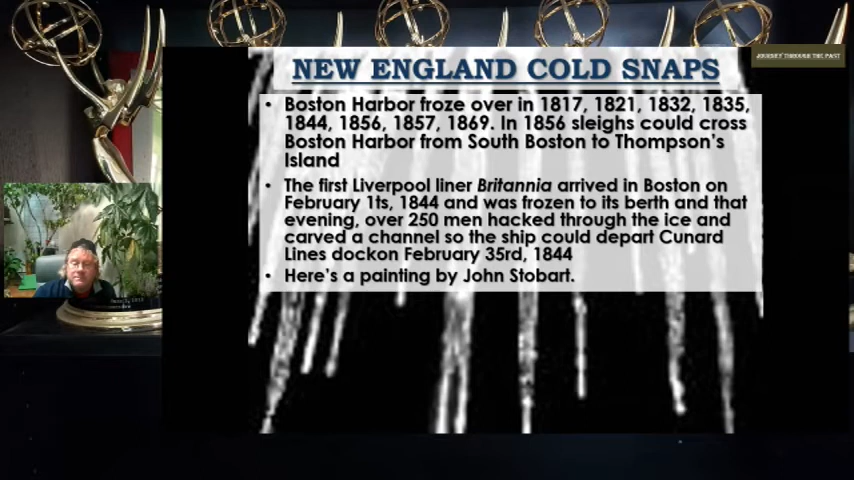 NEW ENGLAND COLD SNAPS
JOURNEY THROUGH THE PAST
• Boston Harbor froze over in 1817, 1821, 1832, 1835,
1844, 1856, 1857, 1869. In 1856 sleighs could cross
Boston Harbor from South Boston to Thompson's
Island
• The first Liverpool liner Britannia arrived in Boston on
February 1ts, 1844 and was frozen to its berth and that
evening, over 250 men hacked through the ice and
carved a channel so the ship could depart Cunard
Lines dockon February 35rd, 1844
• Here's a painting by John Stobart.